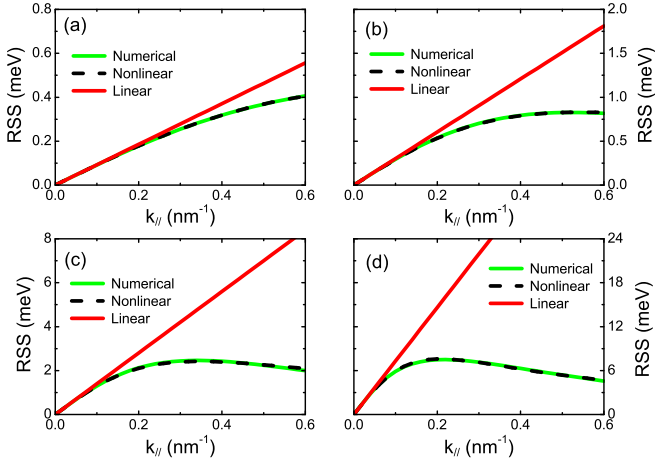 (a)
RSS (meV)
0.8
0.6
0.4
0.2
0.0
Numerical
Nonlinear
Linear
0.0 0.2 0.4 0.6
k// (nm⁻¹)
(b)
Numerical
Nonlinear
Linear
2.0
1.5
1.0
0.5
0.0
RSS (meV)
0.0 0.2 0.4 0.6
k// (nm⁻¹)
(c)
RSS (meV)
8
6
4
2
0
Numerical
Nonlinear
Linear
0.0 0.2 0.4 0.6
k// (nm⁻¹)
(d)
Numerical
Nonlinear
Linear
24
18
12
6
0
RSS (meV)
0.0 0.2 0.4 0.6
k// (nm⁻¹)